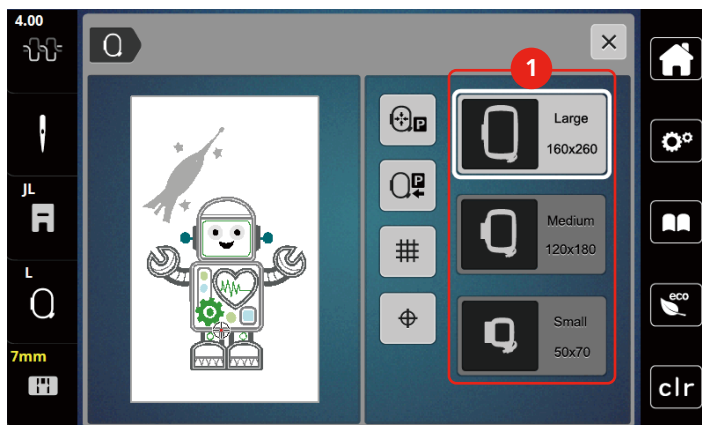 4.00
1
P
Large
160x260
JL
P
Medium
120x180
L
eco
Small
50x70
7mm
clr